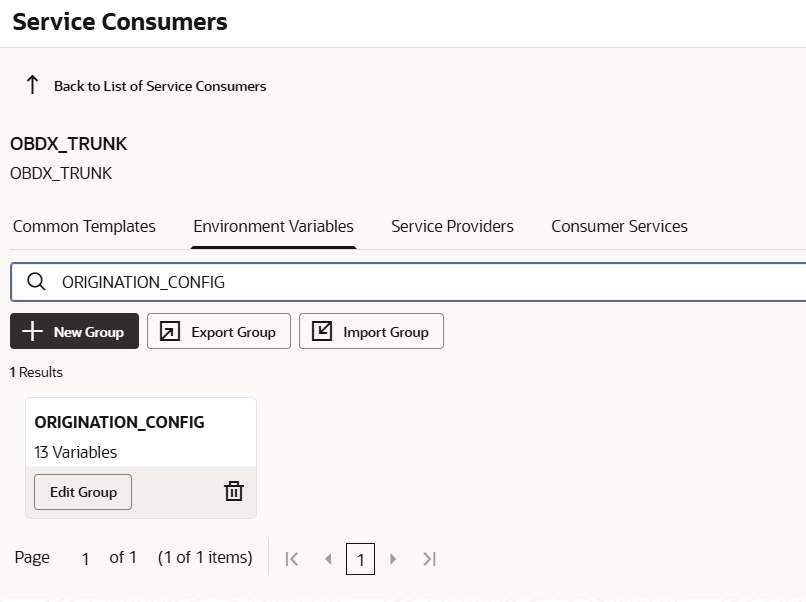 Service Consumers
Back to List of Service Consumers
OBDX_TRUNK
OBDX_TRUNK
Common Templates Environment Variables Service Providers Consumer Services
ORIGINATION_CONFIG
New Group Export Group Import Group
1 Results
ORIGINATION_CONFIG
13 Variables
Edit Group
Page 1 of 1 (1 of 1 items) 1